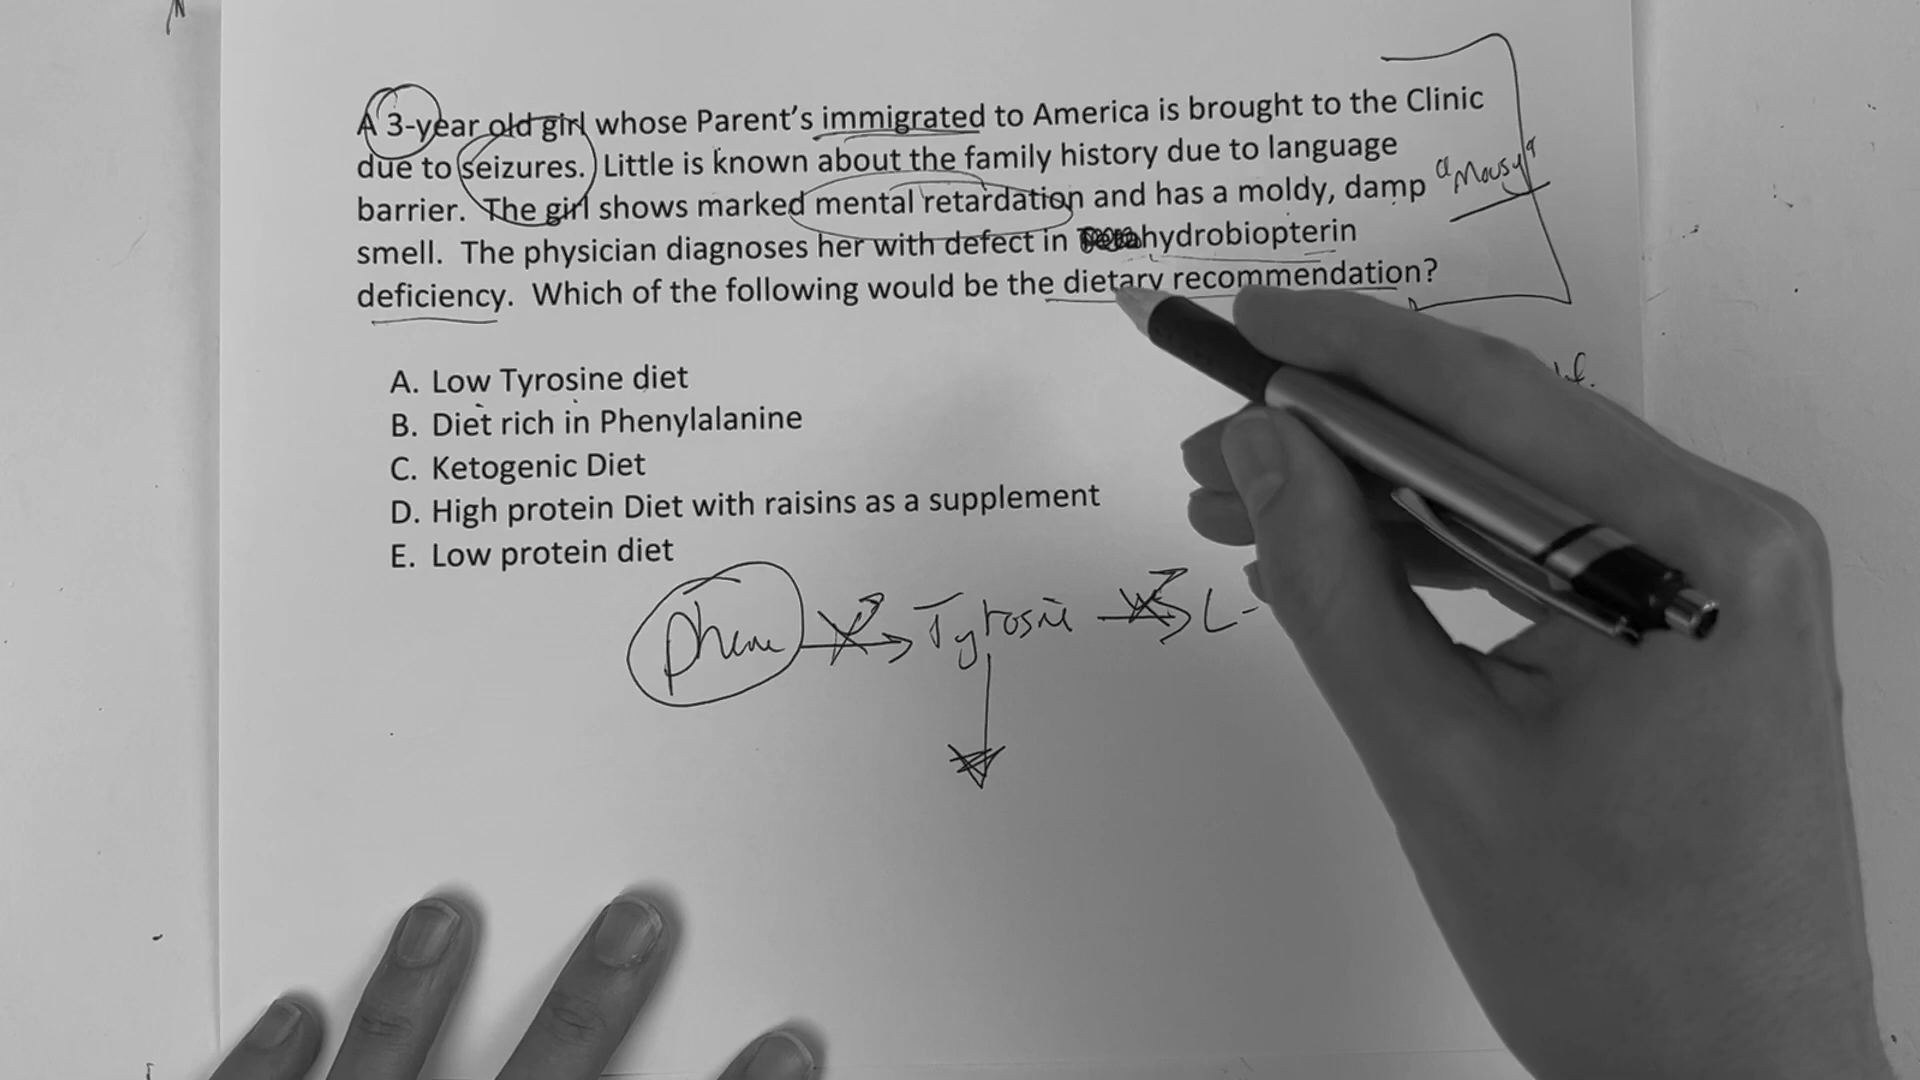 A 3-year old girl whose Parent's immigrated to America is brought to the Clinic
due to seizures. Little is known about the family history due to language
barrier. The girl shows marked mental retardation and has a moldy, damp "Mousy"
smell. The physician diagnoses her with defect in hydrobiopterin
deficiency. Which of the following would be the dietary recommendation?
A. Low Tyrosine diet
B. Diet rich in Phenylalanine
C. Ketogenic Diet
D. High protein Diet with raisins as a supplement
E. Low protein diet
phene Tyrosine L-